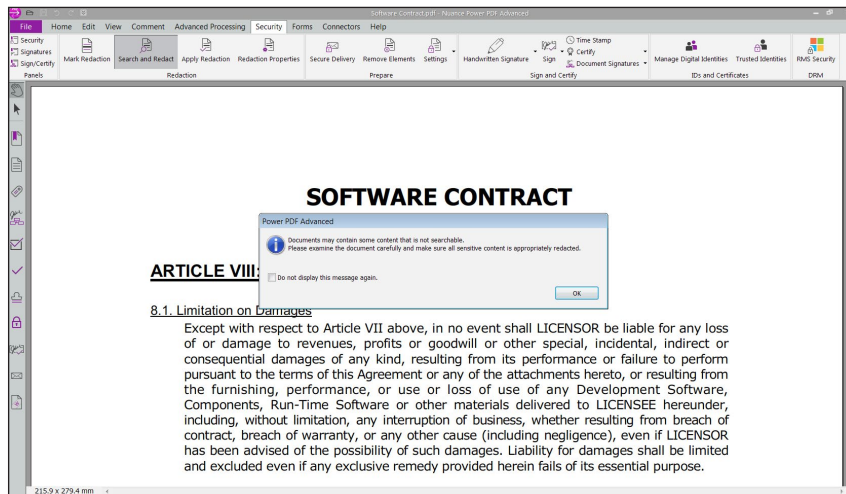 Software Contract.pdf - Nuance Power PDF Advanced
File Home Edit View Comment Advanced Processing Security Forms Connectors Help
Security
Signatures
Sign/Certify
Panels
Mark Redaction Search and Redact Apply Redaction Redaction Properties
Redaction
Secure Delivery Remove Elements Settings
Prepare
Handwritten Signature Sign
Time Stamp
Certify
Document Signatures
Sign and Certify
Manage Digital Identities Trusted Identities
IDs and Certificates
RMS Security
DRM
SOFTWARE CONTRACT
Power PDF Advanced
Documents may contain some content that is not searchable.
Please examine the document carefully and make sure all sensitive content is appropriately redacted.
Do not display this message again.
OK
ARTICLE VIII:
8.1. Limitation on Damages
Except with respect to Article VII above, in no event shall LICENSOR be liable for any loss
of or damage to revenues, profits or goodwill or other special, incidental, indirect or
consequential damages of any kind, resulting from its performance or failure to perform
pursuant to the terms of this Agreement or any of the attachments hereto, or resulting from
the furnishing, performance, or use or loss of use of any Development Software,
Components, Run-Time Software or other materials delivered to LICENSEE hereunder,
including, without limitation, any interruption of business, whether resulting from breach of
contract, breach of warranty, or any other cause (including negligence), even if LICENSOR
has been advised of the possibility of such damages. Liability for damages shall be limited
and excluded even if any exclusive remedy provided herein fails of its essential purpose.
215.9 x 279.4 mm